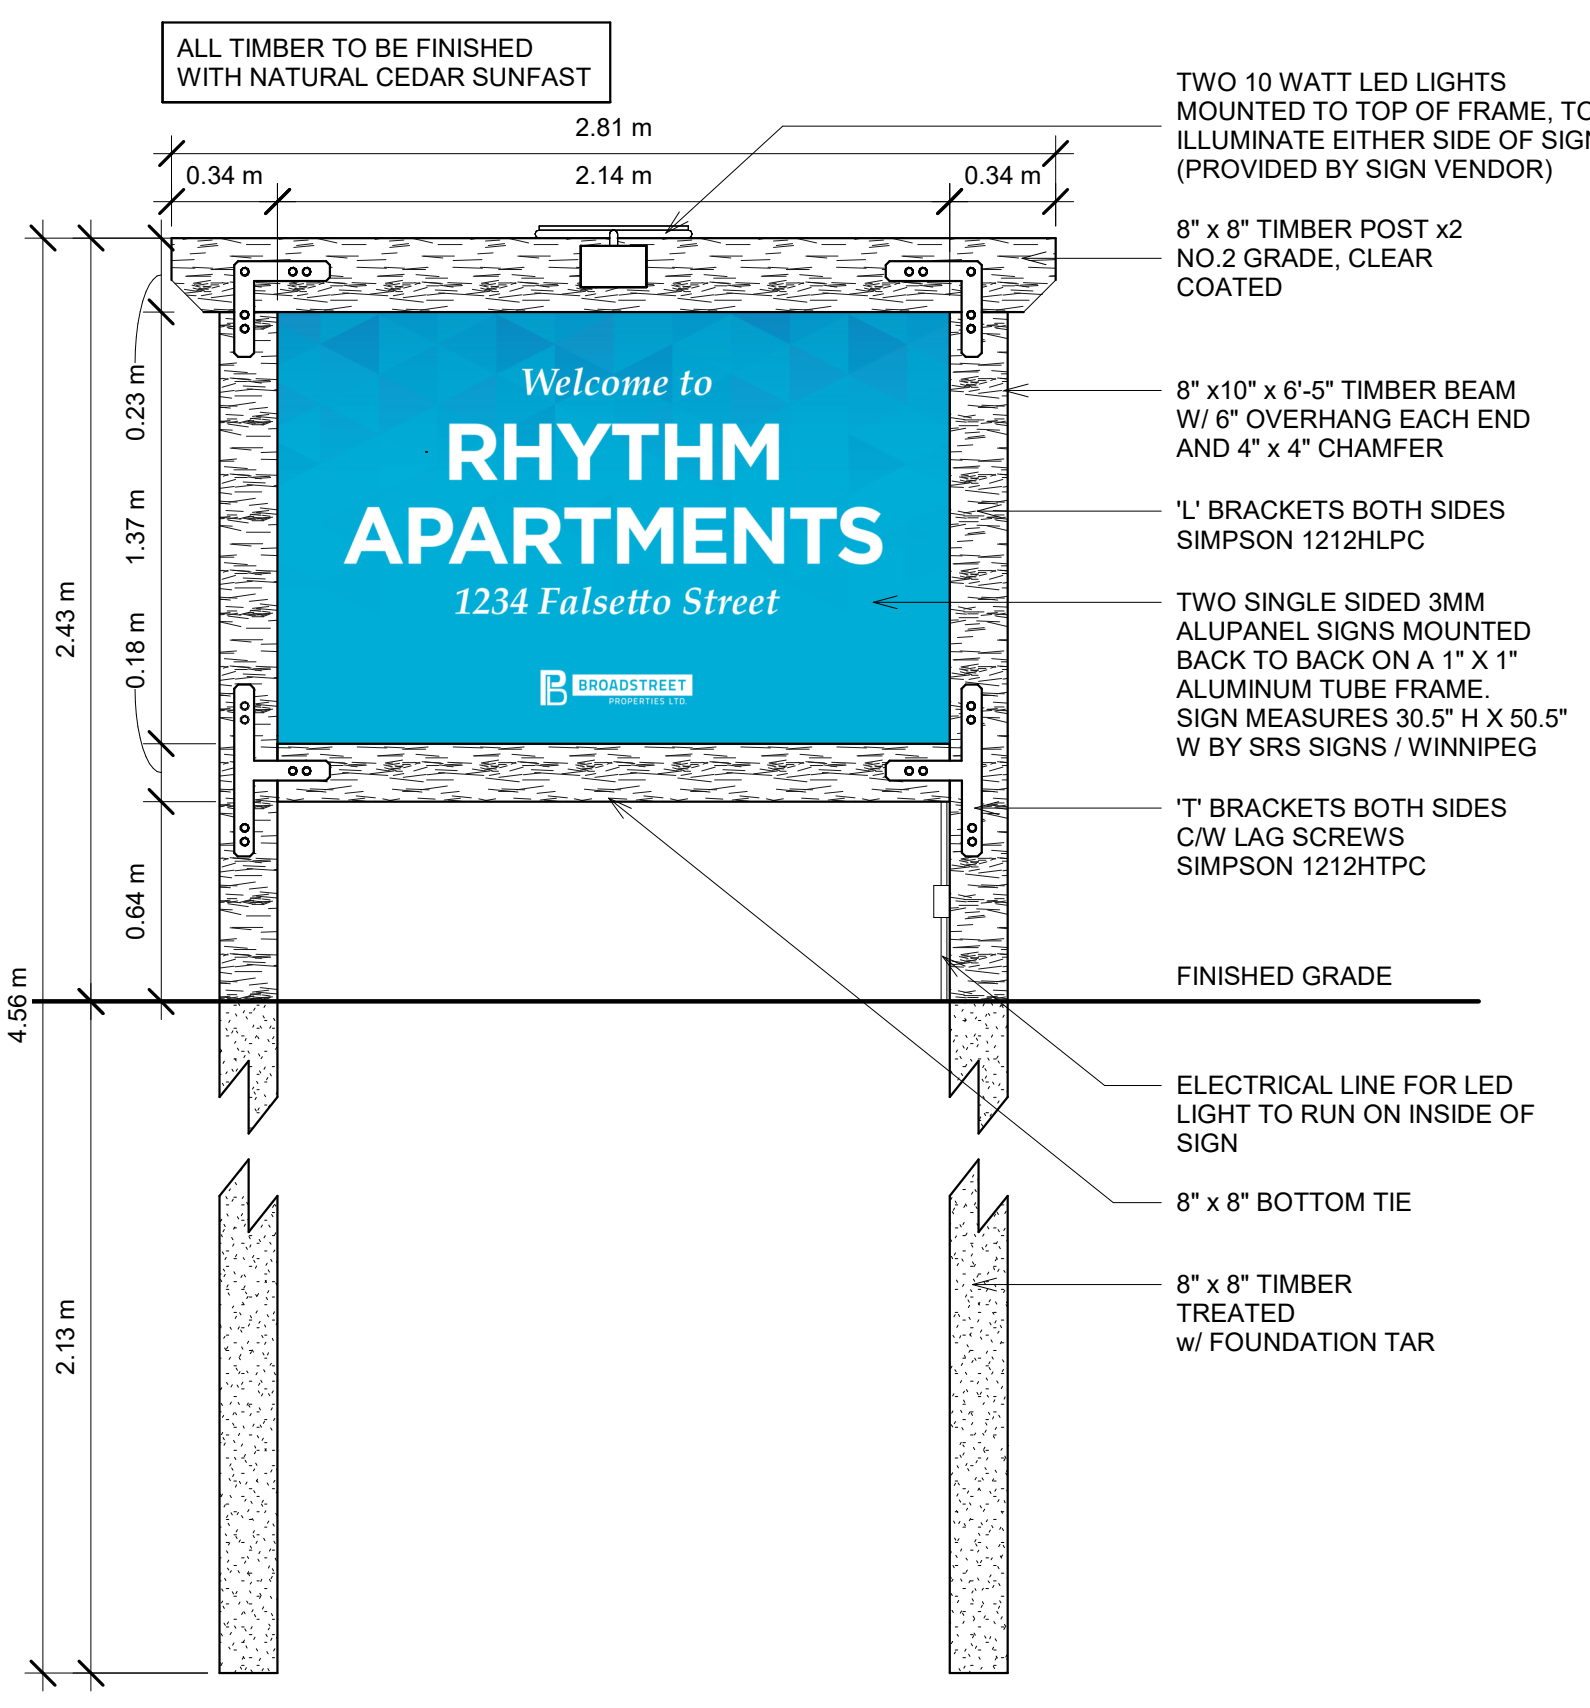 ALL TIMBER TO BE FINISHED
WITH NATURAL CEDAR SUNFAST
2.81 m
0.34 m
2.14 m
0.34 m
TWO 10 WATT LED LIGHTS
MOUNTED TO TOP OF FRAME, TO
ILLUMINATE EITHER SIDE OF SIGN
(PROVIDED BY SIGN VENDOR)
8" x 8" TIMBER POST x2
NO.2 GRADE, CLEAR
COATED
8" x10" x 6'-5" TIMBER BEAM
W/ 6" OVERHANG EACH END
AND 4" x 4" CHAMFER
'L' BRACKETS BOTH SIDES
SIMPSON 1212HLPC
TWO SINGLE SIDED 3MM
ALUPANEL SIGNS MOUNTED
BACK TO BACK ON A 1" X 1"
ALUMINUM TUBE FRAME.
SIGN MEASURES 30.5" H X 50.5"
W BY SRS SIGNS / WINNIPEG
'T' BRACKETS BOTH SIDES
C/W LAG SCREWS
SIMPSON 1212HTPC
FINISHED GRADE
ELECTRICAL LINE FOR LED
LIGHT TO RUN ON INSIDE OF
SIGN
8" x 8" BOTTOM TIE
8" x 8" TIMBER
TREATED
w/ FOUNDATION TAR
Welcome to
RHYTHM
APARTMENTS
1234 Falsetto Street
B BROADSTREET
PROPERTIES LTD.
0.23 m
1.37 m
0.18 m
0.64 m
2.43 m
4.56 m
2.13 m